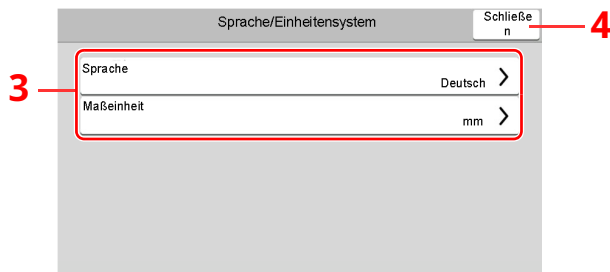 Sprache/Einheitensystem
Schließe
n
4
3
Sprache
Deutsch
Maßeinheit
mm